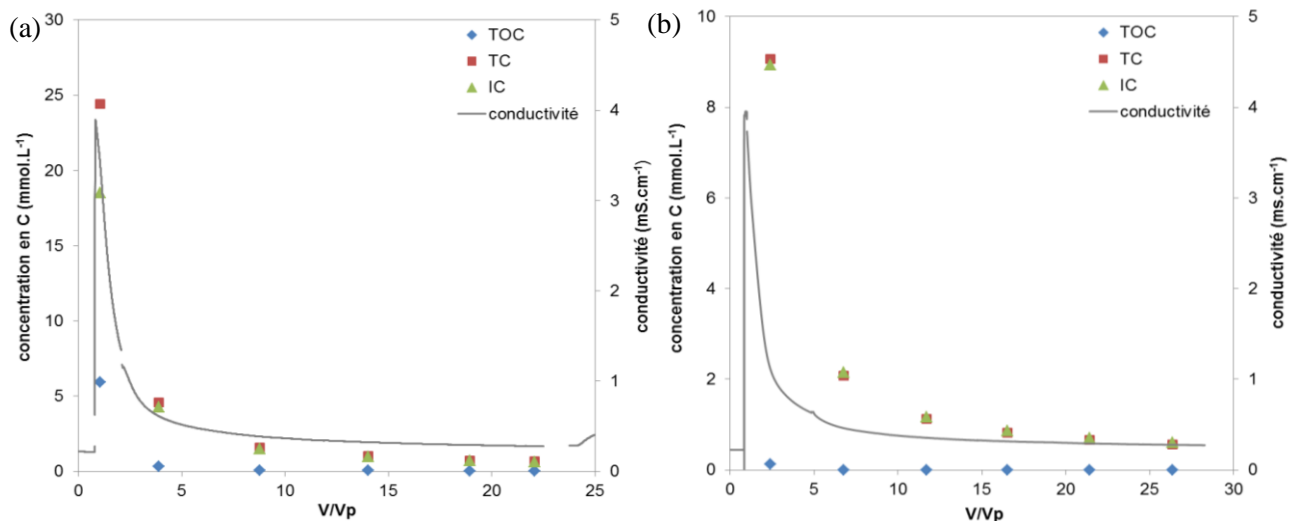 (a)
30
25
20
15
10
5
0
concentration en C (mmol.L⁻¹)
TOC
TC
IC
conductivité
5
4
3
2
1
0
conductivité (mS.cm⁻¹)
0 5 10 15 20 25
V/Vp
(b)
10
8
6
4
2
0
concentration en C (mmol.L⁻¹)
TOC
TC
IC
conductivité
5
4
3
2
1
0
conductivité (ms.cm⁻¹)
0 5 10 15 20 25 30
V/Vp